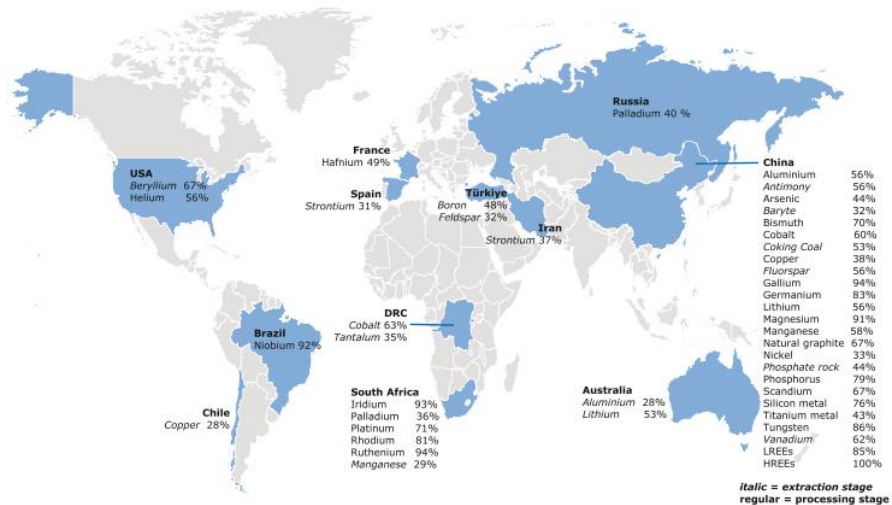 Russia
Palladium 40 %
France
Hafnium 49%
USA
Beryllium 67%
Helium 56%
Spain
Strontium 31%
Türkiye
Boron 48%
Feldspar 32%
Iran
Strontium 37%
China
Aluminium 56%
Antimony 56%
Arsenic 44%
Baryte 32%
Bismuth 70%
Cobalt 60%
Coking Coal 53%
Copper 38%
Fluorspar 56%
Gallium 94%
Germanium 83%
Lithium 56%
Magnesium 91%
Manganese 58%
Natural graphite 67%
Nickel 33%
Phosphate rock 44%
Phosphorus 79%
Scandium 67%
Silicon metal 76%
Titanium metal 43%
Tungsten 86%
Vanadium 62%
LREEs 85%
HREEs 100%
DRC
Cobalt 63%
Tantalum 35%
Brazil
Niobium 92%
Chile
Copper 28%
South Africa
Iridium 93%
Palladium 36%
Platinum 71%
Rhodium 81%
Ruthenium 94%
Manganese 29%
Australia
Aluminium 28%
Lithium 53%
italic = extraction stage
regular = processing stage